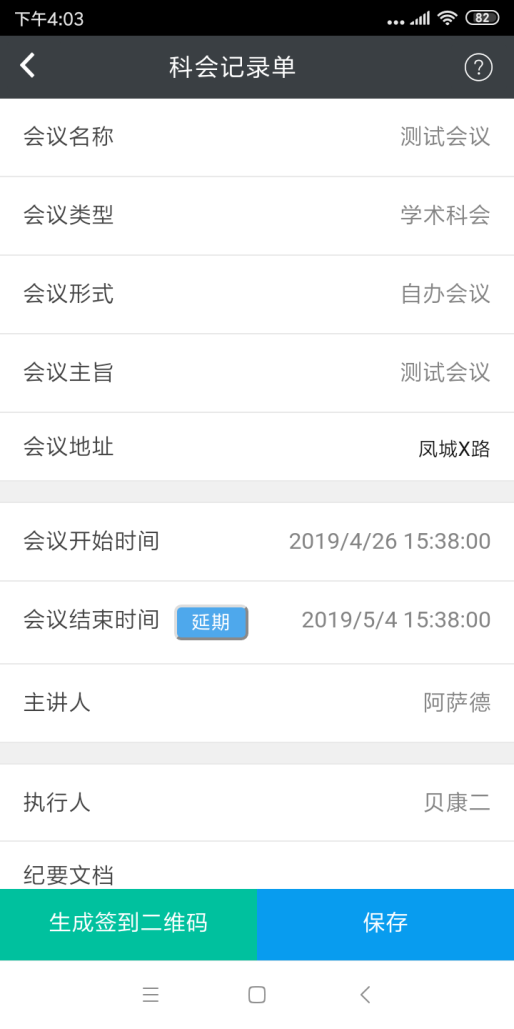 下午4:03
82
科会记录单
?
会议名称 测试会议
会议类型 学术科会
会议形式 自办会议
会议主旨 测试会议
会议地址 凤城X路
会议开始时间 2019/4/26 15:38:00
会议结束时间 延期 2019/5/4 15:38:00
主讲人 阿萨德
执行人 贝康二
纪要文档
生成签到二维码 保存